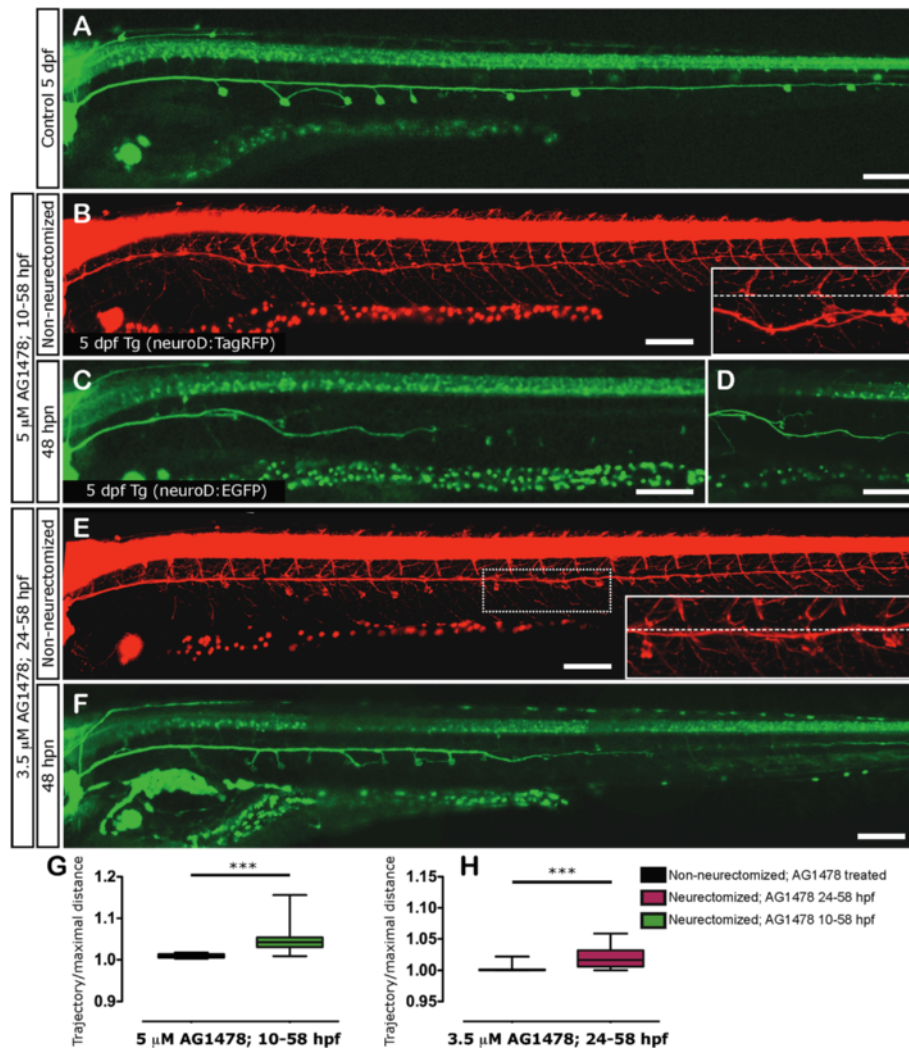 A
Control 5 dpf
B
5 µM AG1478; 10-58 hpf
Non-neurectomized
5 dpf Tg (neuroD:TagRFP)
C
D
48 hpn
5 dpf Tg (neuroD:EGFP)
E
3.5 µM AG1478; 24-58 hpf
Non-neurectomized
F
48 hpn
G
Trajectory/maximal distance
1.2
1.1
1.0
0.9
***
5 µM AG1478; 10-58 hpf
H
Trajectory/maximal distance
1.15
1.10
1.05
1.00
0.95
***
3.5 µM AG1478; 24-58 hpf
Non-neurectomized; AG1478 treated
Neurectomized; AG1478 24-58 hpf
Neurectomized; AG1478 10-58 hpf